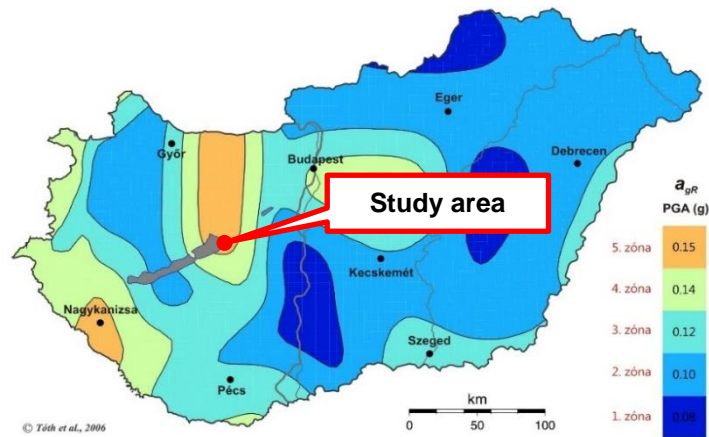 Eger
Győr
Budapest
Debrecen
Study area
a_gR
PGA (g)
5. zóna 0.15
4. zóna 0.14
3. zóna 0.12
2. zóna 0.10
1. zóna 0.08
Kecskemét
Nagykanizsa
Szeged
Pécs
km
0 50 100
© Tóth et al., 2006